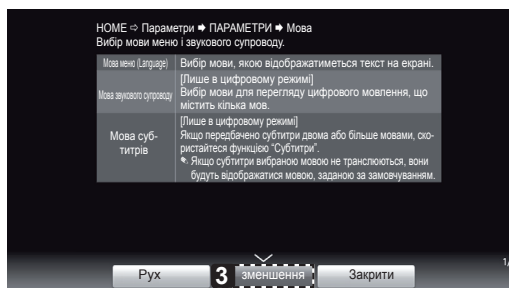 HOME ⇨ Параметри ➡ ПАРАМЕТРИ ➡ Мова
Вибір мови меню і звукового супроводу.
Мова меню (Language)
Вибір мови, якою відображатиметься текст на екрані.
Мова звукового супроводу
[Лише в цифровому режимі]
Вибір мови для перегляду цифрового мовлення, що
містить кілька мов.
Мова суб-
титрів
[Лише в цифровому режимі]
Якщо передбачено субтитри двома або більше мовами, ско-
ристайтеся функцією “Субтитри”.
✎ Якщо субтитри вибраною мовою не транслюються, вони
будуть відображатися мовою, заданою за замовчуванням.
1/
Рух 3 зменшення Закрити